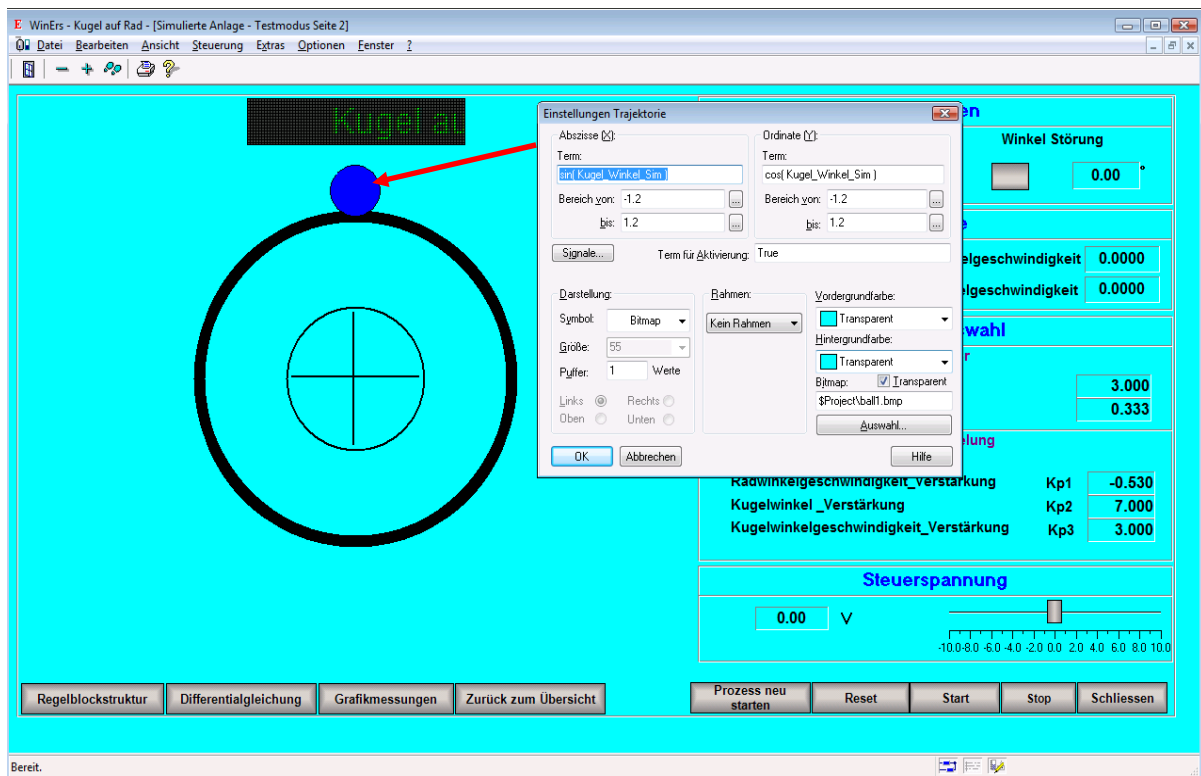 WinErs - Kugel auf Rad - [Simulierte Anlage - Testmodus Seite 2]
Datei Bearbeiten Ansicht Steuerung Extras Optionen Fenster ?
Kugel au
en
Winkel Störung
0.00 °
e
elgeschwindigkeit 0.0000
elgeschwindigkeit 0.0000
wahl
r
3.000
0.333
elung
Radwinkelgeschwindigkeit_Verstärkung Kp1 -0.530
Kugelwinkel _Verstärkung Kp2 7.000
Kugelwinkelgeschwindigkeit_Verstärkung Kp3 3.000
Einstellungen Trajektorie
Abszisse (X): Ordinate (Y):
Term: Term:
sin( Kugel_Winkel_Sim ) cos( Kugel_Winkel_Sim )
Bereich von: -1.2 ... Bereich von: -1.2 ...
bis: 1.2 ... bis: 1.2 ...
Signale... Term für Aktivierung: True
Darstellung: Rahmen: Vordergrundfarbe:
Symbol: Bitmap Kein Rahmen Transparent
Größe: 55 Hintergrundfarbe:
Transparent
Puffer: 1 Werte Bitmap: Transparent
Links Rechts $Project\ball1.bmp
Oben Unten Auswahl...
OK Abbrechen Hilfe
Steuerspannung
0.00 V
-10.0 -8.0 -6.0 -4.0 -2.0 0.0 2.0 4.0 6.0 8.0 10.0
Regelblockstruktur Differentialgleichung Grafikmessungen Zurück zum Übersicht
Prozess neu starten Reset Start Stop Schliessen
Bereit.